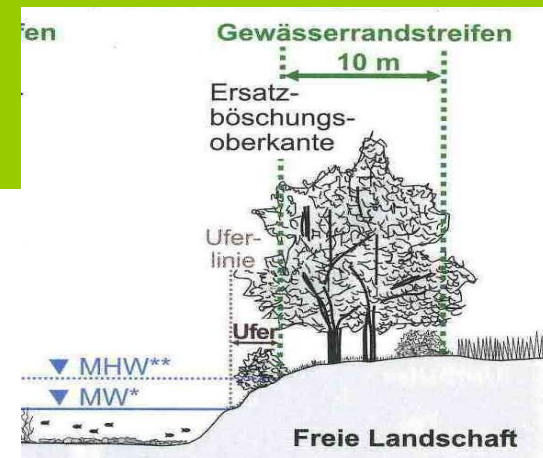 fen
Gewässerrandstreifen
10 m
Ersatz-
böschungs-
oberkante
Ufer-
linie
Ufer
▼ MHW**
▼ MW*
Freie Landschaft